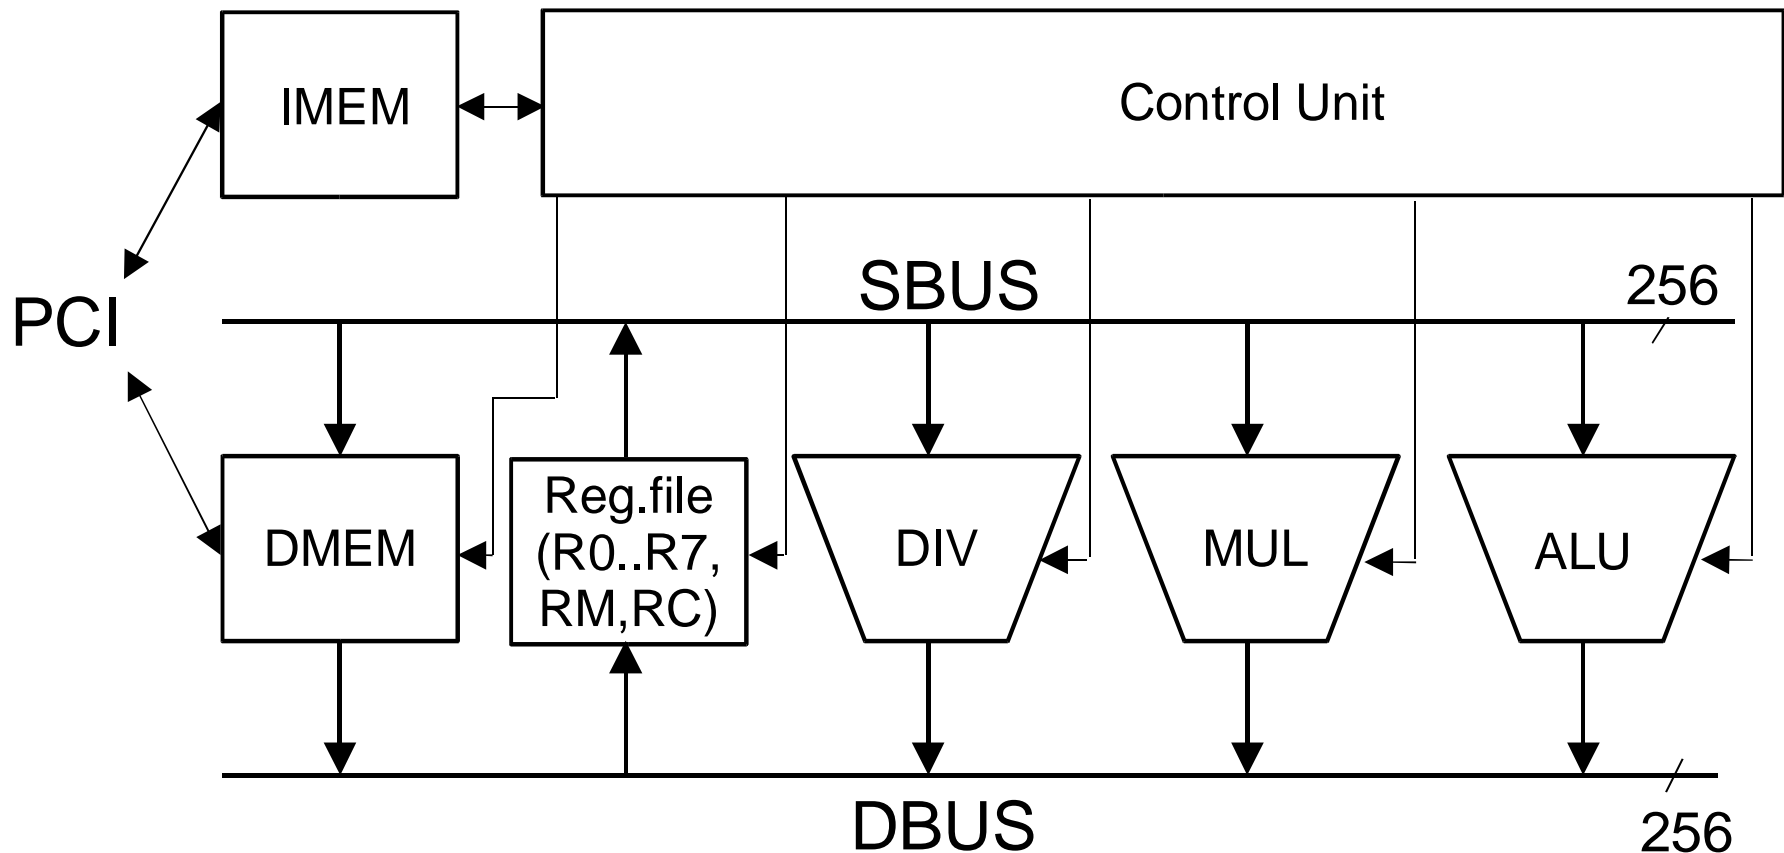 IMEM
Control Unit
SBUS
256
PCI
DMEM
Reg.file
(R0..R7,
RM,RC)
DIV
MUL
ALU
DBUS
256